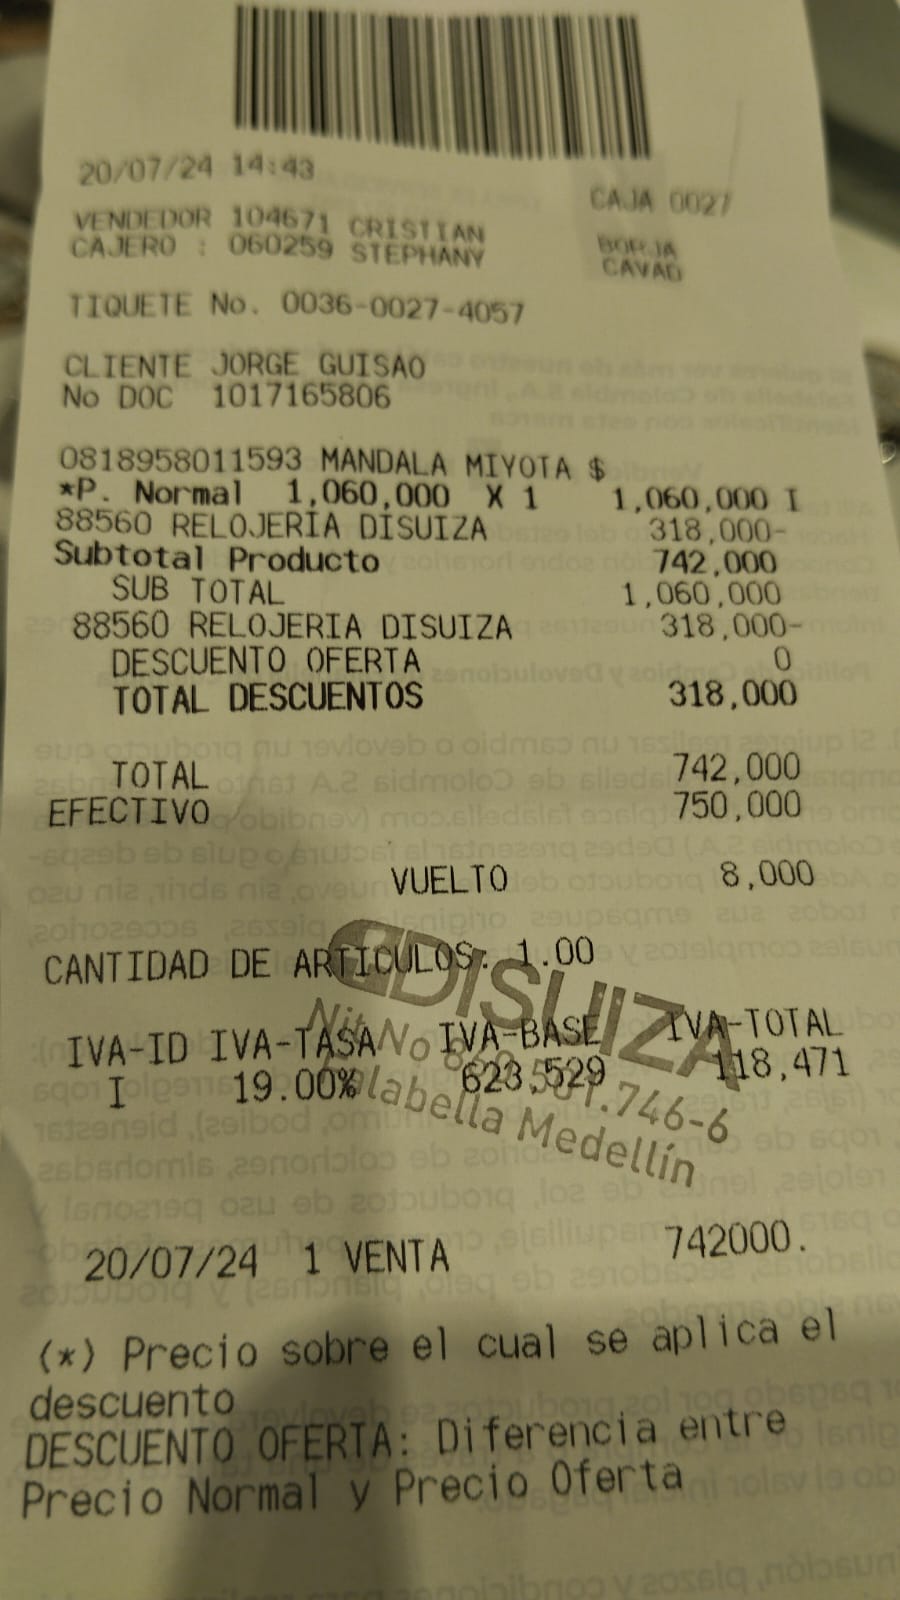 20/07/24 14:43
CAJA 0027
VENDEDOR 104671 CRISTIAN BORJA
CAJERO : 060259 STEPHANY CAVAD
TIQUETE No. 0036-0027-4057
CLIENTE JORGE GUISAO
No DOC 1017165806
0818958011593 MANDALA MIYOTA $
*P. Normal 1,060,000 X 1 1,060,000 I
88560 RELOJERIA DISUIZA 318,000-
Subtotal Producto 742,000
SUB TOTAL 1,060,000
88560 RELOJERIA DISUIZA 318,000-
DESCUENTO OFERTA 0
TOTAL DESCUENTOS 318,000
TOTAL 742,000
EFECTIVO 750,000
VUELTO 8,000
CANTIDAD DE ARTICULOS: 1.00
DISUIZA
IVA-ID IVA-TASA IVA-BASE IVA-TOTAL
I 19.00% 623,529 118,471
Nit No
.746-6
Falabella Medellín
20/07/24 1 VENTA 742000.
(*) Precio sobre el cual se aplica el
descuento
DESCUENTO OFERTA: Diferencia entre
Precio Normal y Precio Oferta